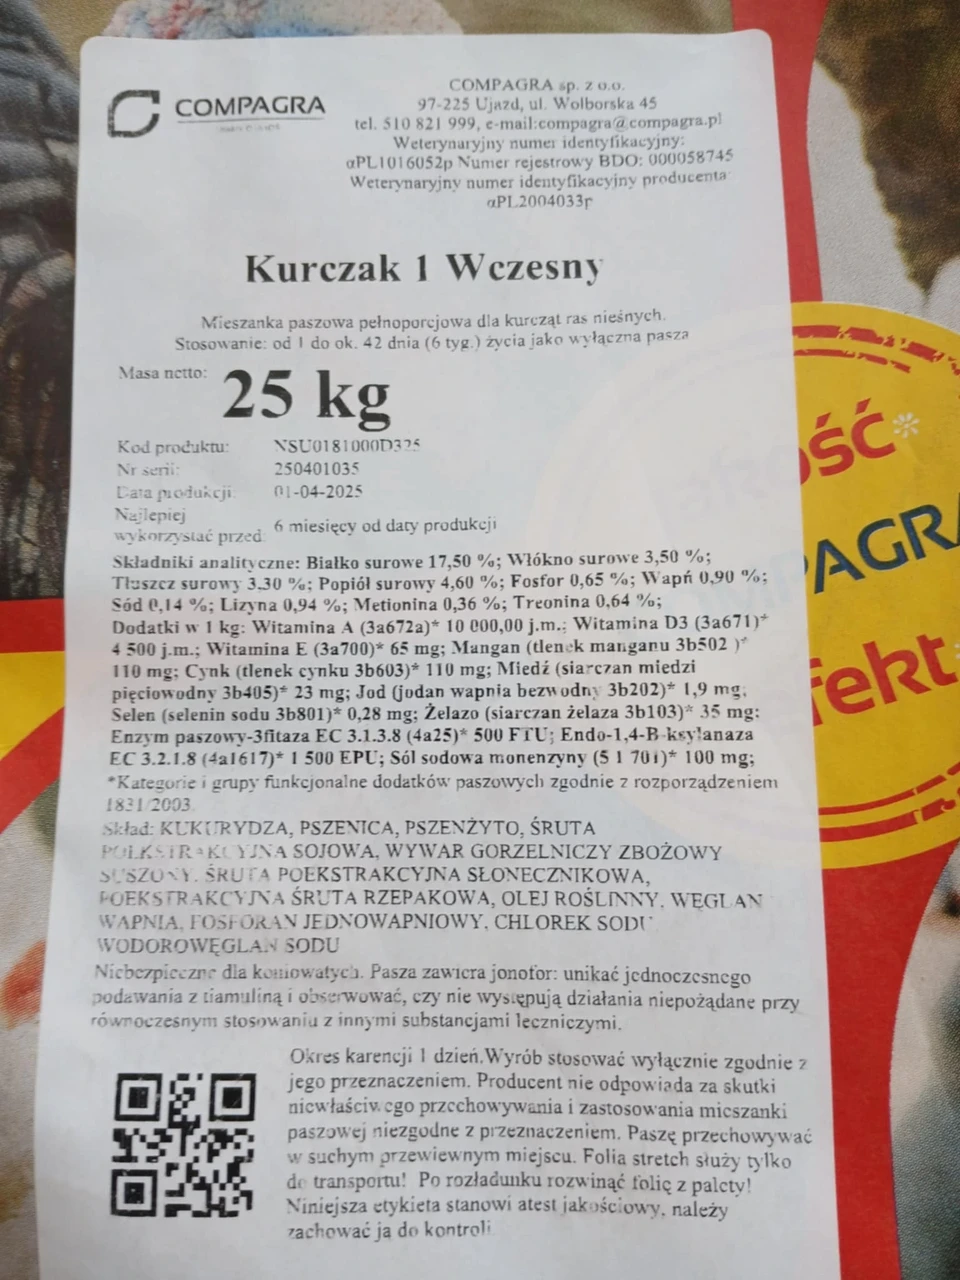 COMPAGRA
COMPAGRA sp. z o.o.
97-225 Ujazd, ul. Wolborska 45
tel. 510 821 999, e-mail:compagra@compagra.pl
Weterynaryjny numer identyfikacyjny:
αPL1016052p Numer rejestrowy BDO: 000058745
Weterynaryjny numer identyfikacyjny producenta
αPL2004033p
Kurczak 1 Wczesny
Mieszanka paszowa pełnoporcjowa dla kurcząt ras nieśnych.
Stosowanie: od 1 do ok. 42 dnia (6 tyg.) życia jako wyłączna pasza
Masa netto: 25 kg
Kod produktu: NSU0181000D325
Nr serii: 250401035
Data produkcji: 01-04-2025
Najlepiej
wykorzystać przed: 6 miesięcy od daty produkcji
Składniki analityczne: Białko surowe 17,50 %; Włókno surowe 3,50 %;
Tłuszcz surowy 3,30 %; Popiół surowy 4,60 %; Fosfor 0,65 %; Wapń 0,90 %;
Sód 0,14 %; Lizyna 0,94 %; Metionina 0,36 %; Treonina 0,64 %;
Dodatki w 1 kg: Witamina A (3a672a)* 10 000,00 j.m.; Witamina D3 (3a671)*
4 500 j.m.; Witamina E (3a700)* 65 mg; Mangan (tlenek manganu 3b502 )*
110 mg; Cynk (tlenek cynku 3b603)* 110 mg; Miedź (siarczan miedzi
pięciowodny 3b405)* 23 mg; Jod (jodan wapnia bezwodny 3b202)* 1,9 mg;
Selen (selenin sodu 3b801)* 0,28 mg; Żelazo (siarczan żelaza 3b103)* 35 mg;
Enzym paszowy-3fitaza EC 3.1.3.8 (4a25)* 500 FTU; Endo-1,4-B-ksylanaza
EC 3.2.1.8 (4a1617)* 1 500 EPU; Sól sodowa monenzyny (5 1 701)* 100 mg;
*Kategorie i grupy funkcjonalne dodatków paszowych zgodnie z rozporządzeniem
1831/2003.
Skład: KUKURYDZA, PSZENICA, PSZENŻYTO, ŚRUTA
POEKSTRAKCYJNA SOJOWA, WYWAR GORZELNICZY ZBOŻOWY
SUSZONY, ŚRUTA POEKSTRAKCYJNA SŁONECZNIKOWA,
POEKSTRAKCYJNA ŚRUTA RZEPAKOWA, OLEJ ROŚLINNY, WĘGLAN
WAPNIA, FOSFORAN JEDNOWAPNIOWY, CHLOREK SODU
WODOROWĘGLAN SODU
Niebezpieczne dla koniowatych. Pasza zawiera jonofor: unikać jednoczesnego
podawania z tiamuliną i obserwować, czy nie występują działania niepożądane przy
równoczesnym stosowaniu z innymi substancjami leczniczymi.
Okres karencji 1 dzień.Wyrób stosować wyłącznie zgodnie z
jego przeznaczeniem. Producent nie odpowiada za skutki
niewłaściwego przechowywania i zastosowania mieszanki
paszowej niezgodne z przeznaczeniem. Paszę przechowywać
w suchym przewiewnym miejscu. Folia stretch służy tylko
do transportu! Po rozładunku rozwinąć folię z palety!
Niniejsza etykieta stanowi atest jakościowy, należy
zachować ją do kontroli
ość*
PAGRA
fekt